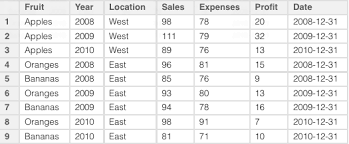 Fruit Year Location Sales Expenses Profit Date
1 Apples 2008 West 98 78 20 2008-12-31
2 Apples 2009 West 111 79 32 2009-12-31
3 Apples 2010 West 89 76 13 2010-12-31
4 Oranges 2008 East 96 81 15 2008-12-31
5 Bananas 2008 East 85 76 9 2008-12-31
6 Oranges 2009 East 93 80 13 2009-12-31
7 Bananas 2009 East 94 78 16 2009-12-31
8 Oranges 2010 East 98 91 7 2010-12-31
9 Bananas 2010 East 81 71 10 2010-12-31